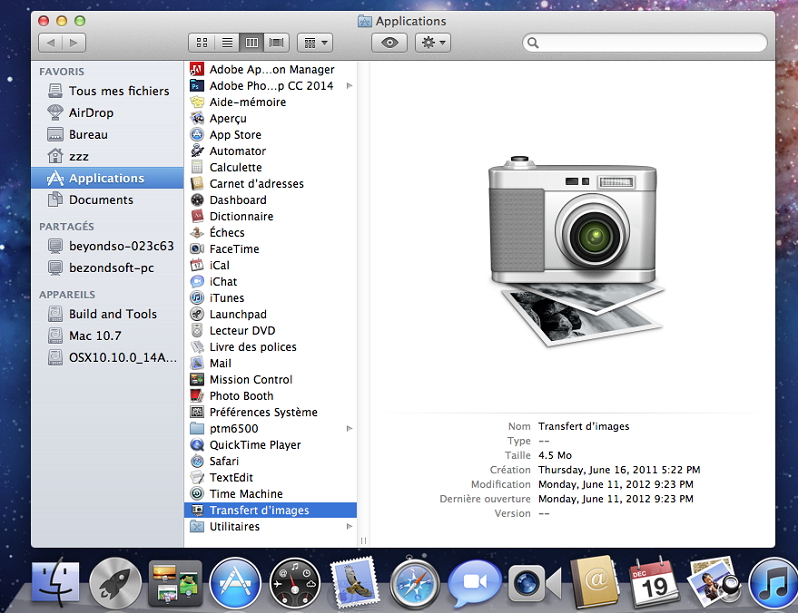 Applications
FAVORIS
Tous mes fichiers
AirDrop
Bureau
zzz
Applications
Documents
PARTAGÉS
beyondso-023c63
bezondsoft-pc
APPAREILS
Build and Tools
Mac 10.7
OSX10.10.0_14A...
Adobe Ap...on Manager
Adobe Pho...p CC 2014
Aide-mémoire
Aperçu
App Store
Automator
Calculette
Carnet d'adresses
Dashboard
Dictionnaire
Échecs
FaceTime
iCal
iChat
iTunes
Launchpad
Lecteur DVD
Livre des polices
Mail
Mission Control
Photo Booth
Préférences Système
ptm6500
QuickTime Player
Safari
TextEdit
Time Machine
Transfert d'images
Utilitaires
Nom Transfert d'images
Type --
Taille 4.5 Mo
Création Thursday, June 16, 2011 5:22 PM
Modification Monday, June 11, 2012 9:23 PM
Dernière ouverture Monday, June 11, 2012 9:23 PM
Version --
DEC
19